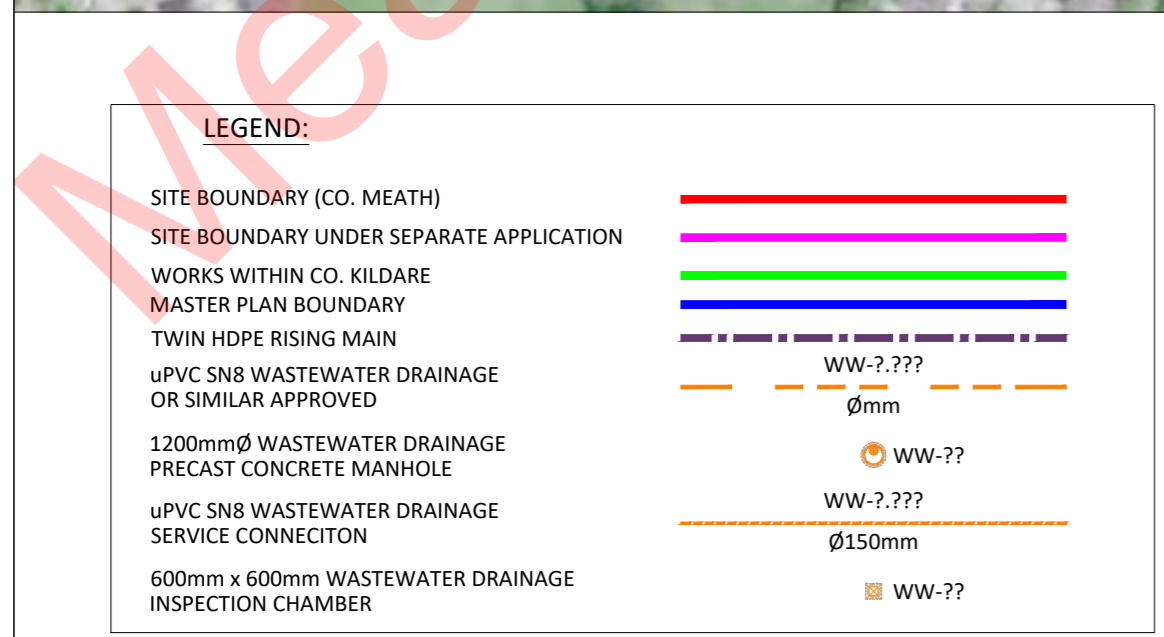 LEGEND:
SITE BOUNDARY (CO. MEATH)
SITE BOUNDARY UNDER SEPARATE APPLICATION
WORKS WITHIN CO. KILDARE
MASTER PLAN BOUNDARY
TWIN HDPE RISING MAIN
uPVC SN8 WASTEWATER DRAINAGE
OR SIMILAR APPROVED
WW-?.???
Ømm
1200mmØ WASTEWATER DRAINAGE
PRECAST CONCRETE MANHOLE
WW-??
uPVC SN8 WASTEWATER DRAINAGE
SERVICE CONNECITON
WW-?.???
Ø150mm
600mm x 600mm WASTEWATER DRAINAGE
INSPECTION CHAMBER
WW-??
Me